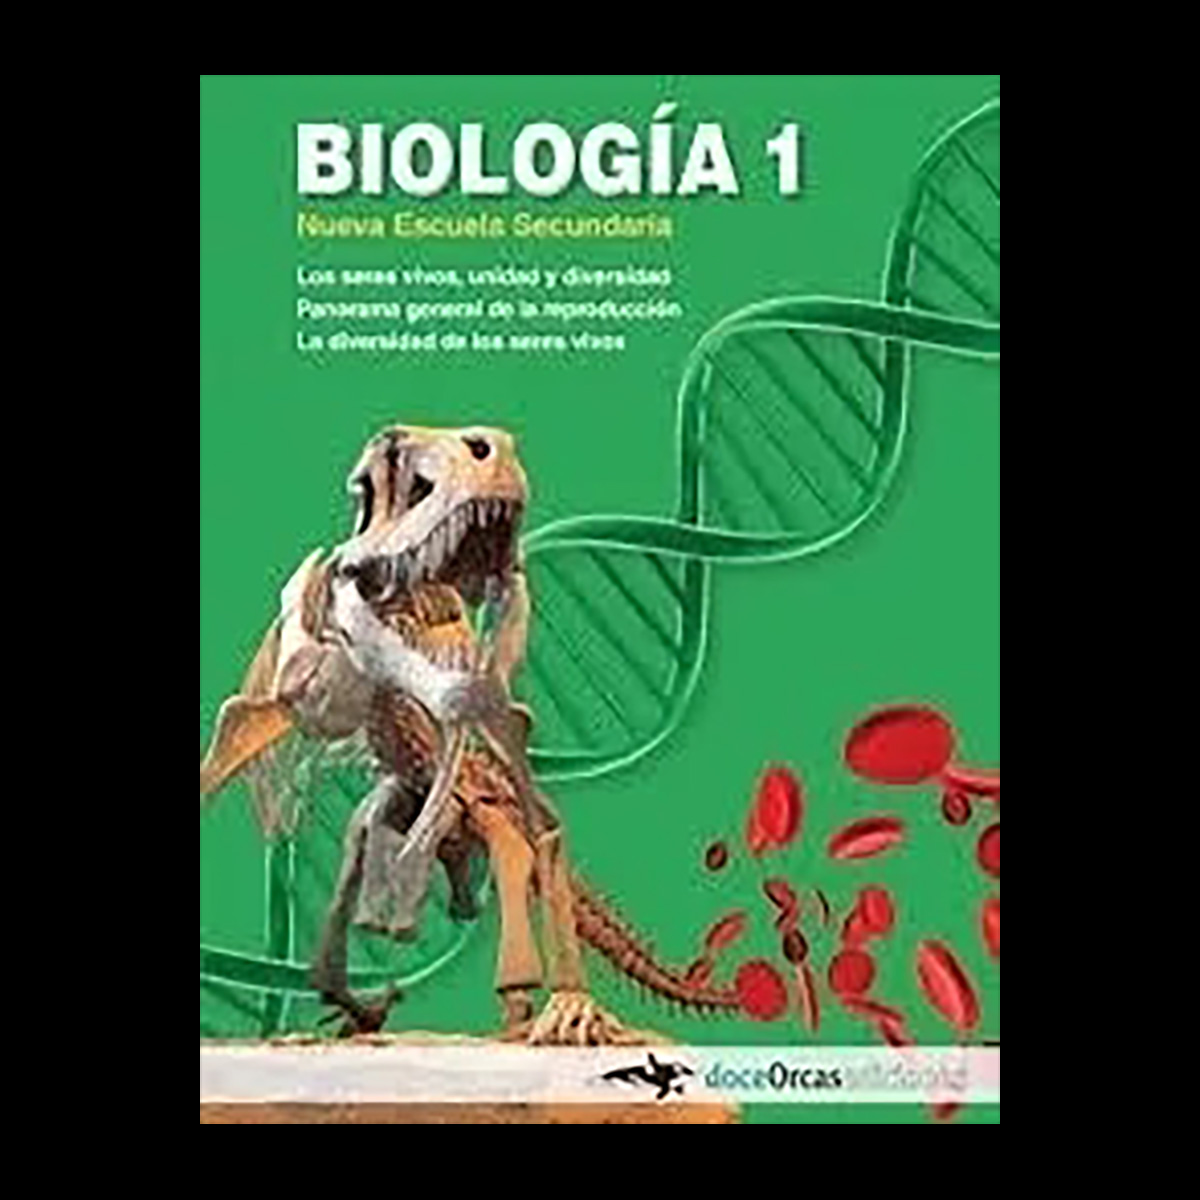 BIOLOGÍA 1
Nueva Escuela Secundaria
Los seres vivos, unidad y diversidad
Panorama general de la reproducción
La diversidad de los seres vivos
doceOrcas ediciones